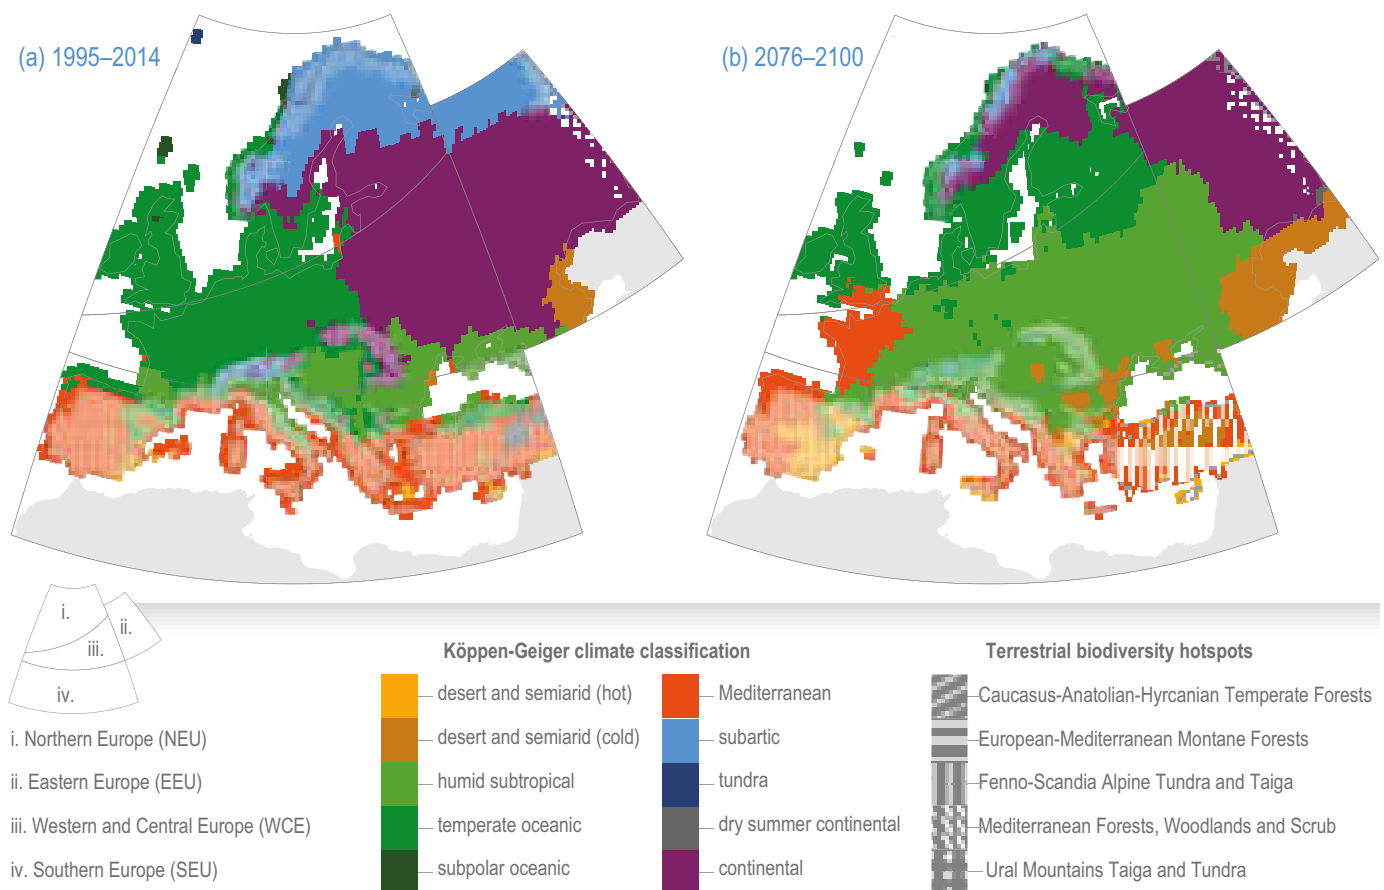 (a) 1995–2014
(b) 2076–2100
i.
ii.
iii.
iv.
i. Northern Europe (NEU)
ii. Eastern Europe (EEU)
iii. Western and Central Europe (WCE)
iv. Southern Europe (SEU)
Köppen-Geiger climate classification
desert and semiarid (hot)
desert and semiarid (cold)
humid subtropical
temperate oceanic
subpolar oceanic
Mediterranean
subartic
tundra
dry summer continental
continental
Terrestrial biodiversity hotspots
Caucasus-Anatolian-Hyrcanian Temperate Forests
European-Mediterranean Montane Forests
Fenno-Scandia Alpine Tundra and Taiga
Mediterranean Forests, Woodlands and Scrub
Ural Mountains Taiga and Tundra